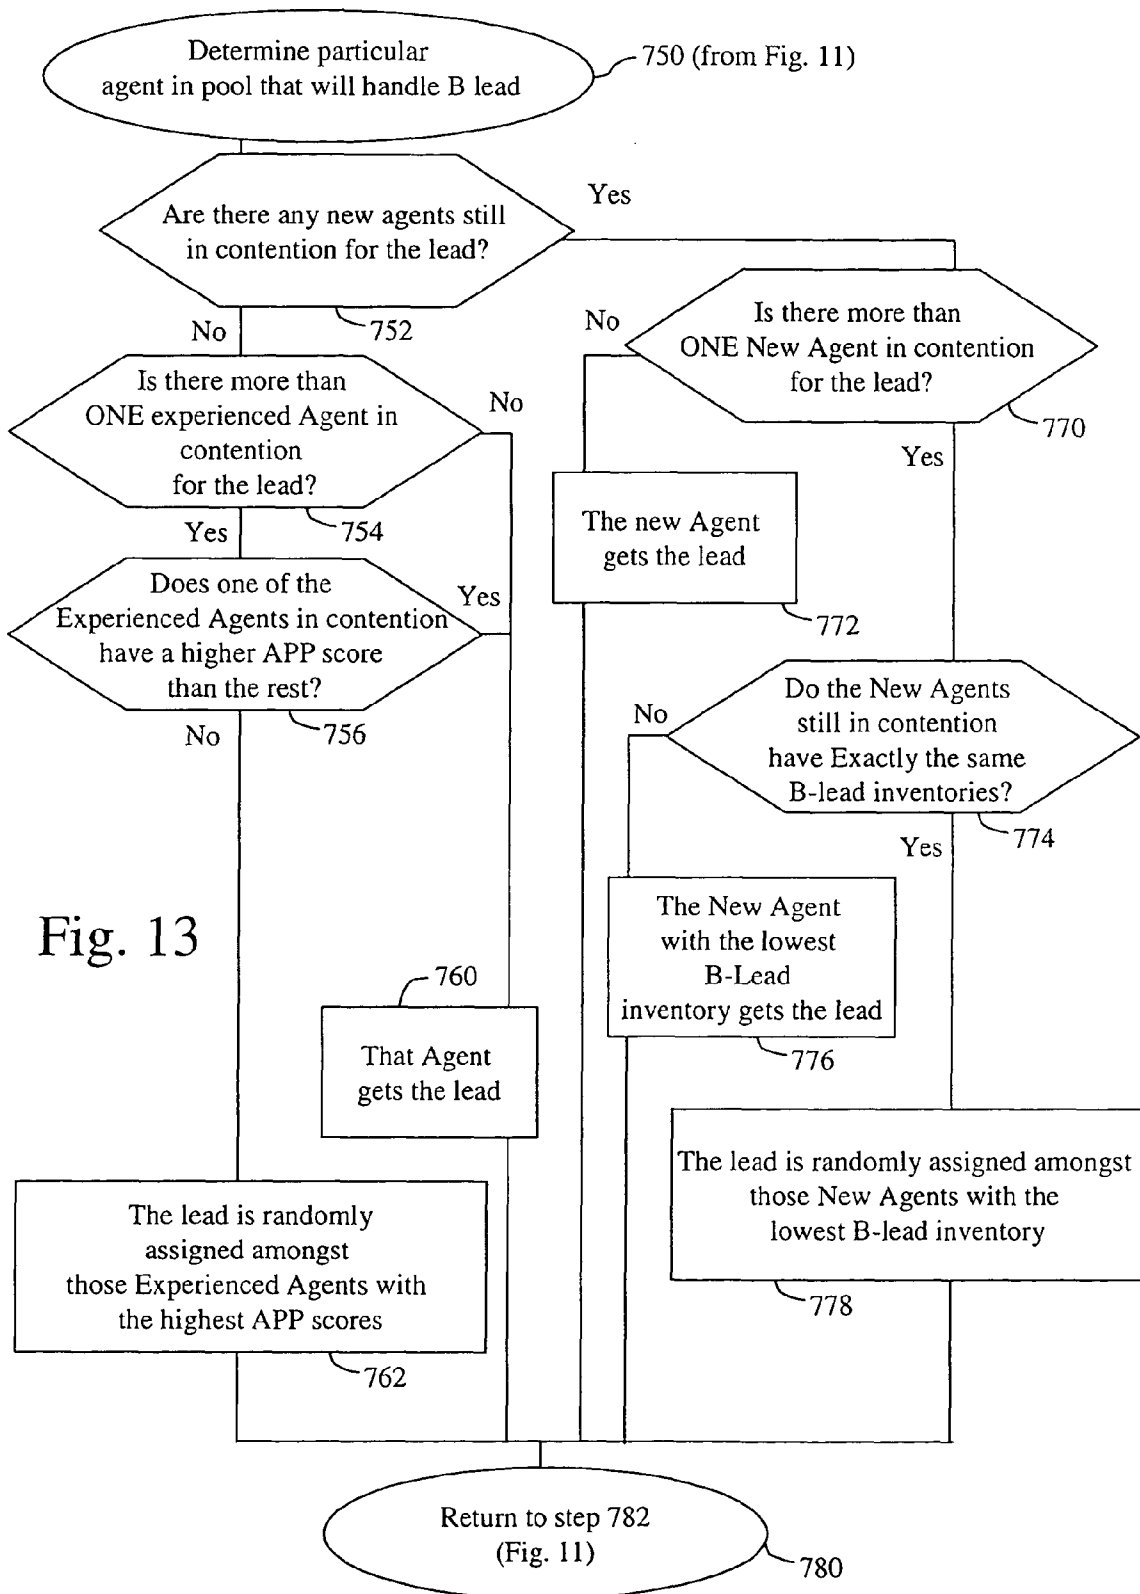 Determine particular
agent in pool that will handle B lead
750 (from Fig. 11)
Are there any new agents still
in contention for the lead?
752
Yes
No
Is there more than
ONE experienced Agent in
contention
for the lead?
754
No
Yes
Does one of the
Experienced Agents in contention
have a higher APP score
than the rest?
756
Yes
No
Is there more than
ONE New Agent in contention
for the lead?
770
No
Yes
The new Agent
gets the lead
772
Do the New Agents
still in contention
have Exactly the same
B-lead inventories?
774
No
Yes
The New Agent
with the lowest
B-Lead
inventory gets the lead
776
Fig. 13
760
That Agent
gets the lead
The lead is randomly assigned amongst
those New Agents with the
lowest B-lead inventory
778
The lead is randomly
assigned amongst
those Experienced Agents with
the highest APP scores
762
Return to step 782
(Fig. 11)
780